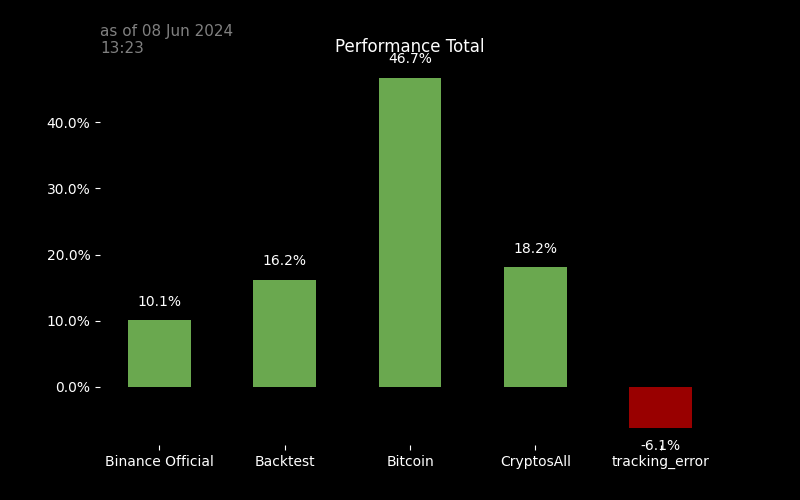 as of 08 Jun 2024
13:23
Performance Total
46.7%
40.0%
30.0%
18.2%
20.0%
16.2%
10.1%
10.0%
0.0%
-6.1%
Binance Official
Backtest
Bitcoin
CryptosAll
tracking_error